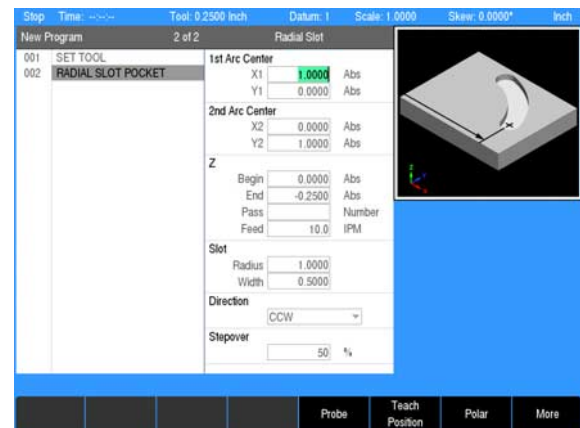 Stop Time: --:--:-- Tool: 0.2500 Inch Datum: 1 Scale: 1.0000 Skew: 0.0000° Inch
New Program 2 of 2 Radial Slot
001 SET TOOL
002 RADIAL SLOT POCKET
1st Arc Center
X1 1.0000 Abs
Y1 0.0000 Abs
2nd Arc Center
X2 0.0000 Abs
Y2 1.0000 Abs
Z
Begin 0.0000 Abs
End -0.2500 Abs
Pass Number
Feed 10.0 IPM
Slot
Radius 1.0000
Width 0.5000
Direction
CCW
Stepover
50 %
Probe Teach Position Polar More